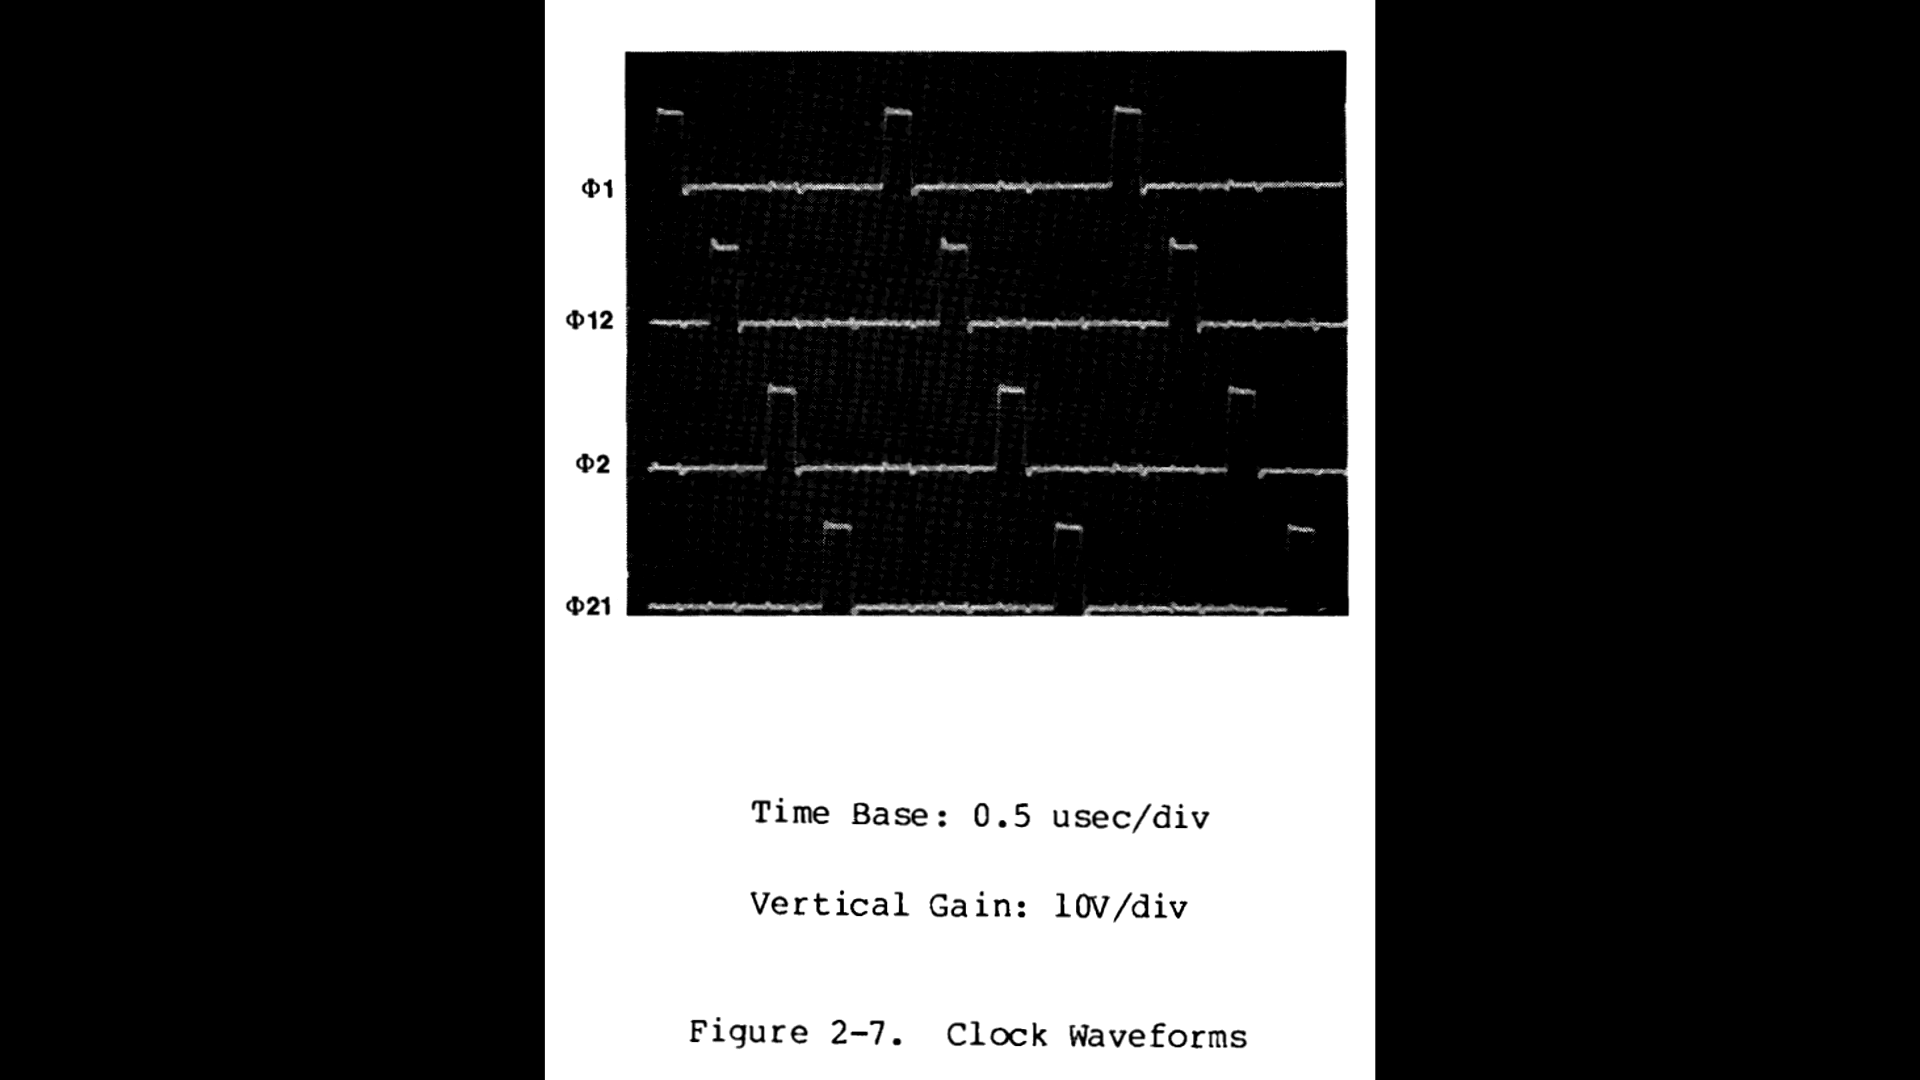 Φ1
Φ12
Φ2
Φ21
Time Base: 0.5 usec/div
Vertical Gain: 10V/div
Figure 2-7. Clock Waveforms